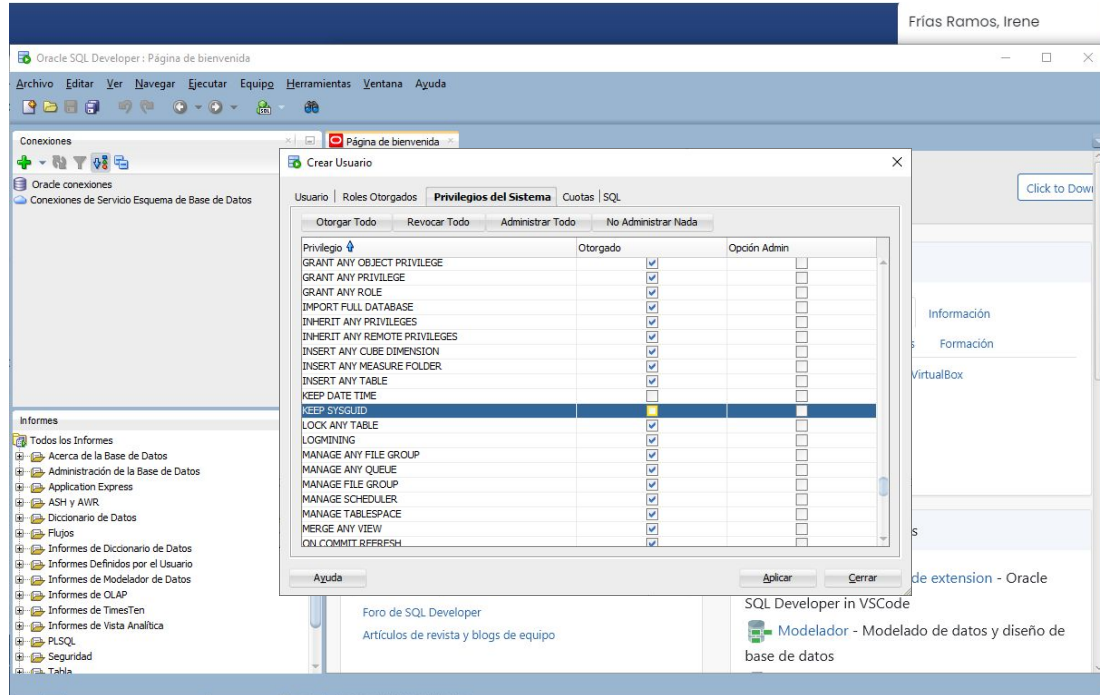 Frías Ramos, Irene
Oracle SQL Developer : Página de bienvenida
Archivo Editar Ver Navegar Ejecutar Equipo Herramientas Ventana Ayuda
Conexiones
Página de bienvenida
Oracle conexiones
Conexiones de Servicio Esquema de Base de Datos
Crear Usuario
Usuario Roles Otorgados Privilegios del Sistema Cuotas SQL
Otorgar Todo Revocar Todo Administrar Todo No Administrar Nada
Privilegio Otorgado Opción Admin
GRANT ANY OBJECT PRIVILEGE
GRANT ANY PRIVILEGE
GRANT ANY ROLE
IMPORT FULL DATABASE
INHERIT ANY PRIVILEGES
INHERIT ANY REMOTE PRIVILEGES
INSERT ANY CUBE DIMENSION
INSERT ANY MEASURE FOLDER
INSERT ANY TABLE
KEEP DATE TIME
KEEP SYSGUID
LOCK ANY TABLE
LOGMINING
MANAGE ANY FILE GROUP
MANAGE ANY QUEUE
MANAGE FILE GROUP
MANAGE SCHEDULER
MANAGE TABLESPACE
MERGE ANY VIEW
ON COMMIT REFRESH
Ayuda Aplicar Cerrar
Click to Down
Información
s Formación
VirtualBox
s
Informes
Todos los Informes
Acerca de la Base de Datos
Administración de la Base de Datos
Application Express
ASH y AWR
Diccionario de Datos
Flujos
Informes de Diccionario de Datos
Informes Definidos por el Usuario
Informes de Modelador de Datos
Informes de OLAP
Informes de TimesTen
Informes de Vista Analítica
PLSQL
Seguridad
Tabla
Foro de SQL Developer
Artículos de revista y blogs de equipo
de extension - Oracle
SQL Developer in VSCode
Modelador - Modelado de datos y diseño de
base de datos